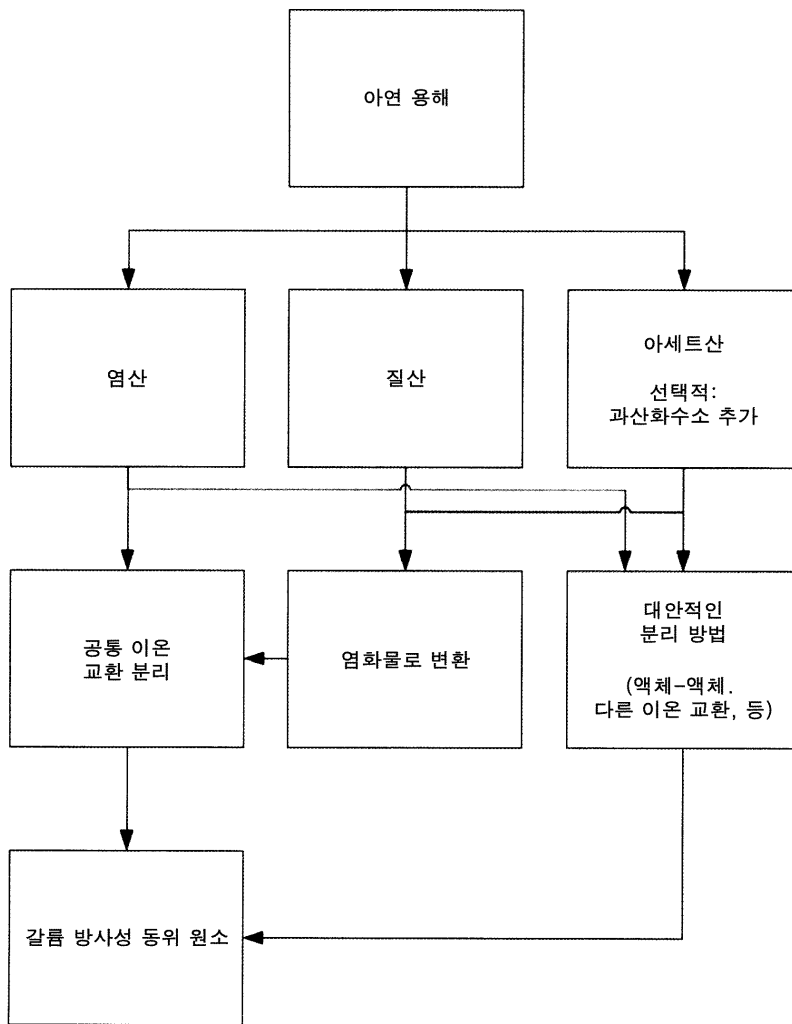 아연 용해
염산
질산
아세트산
선택적:
과산화수소 추가
공통 이온
교환 분리
염화물로 변환
대안적인
분리 방법
(액체-액체.
다른 이온 교환, 등)
갈륨 방사성 동위 원소